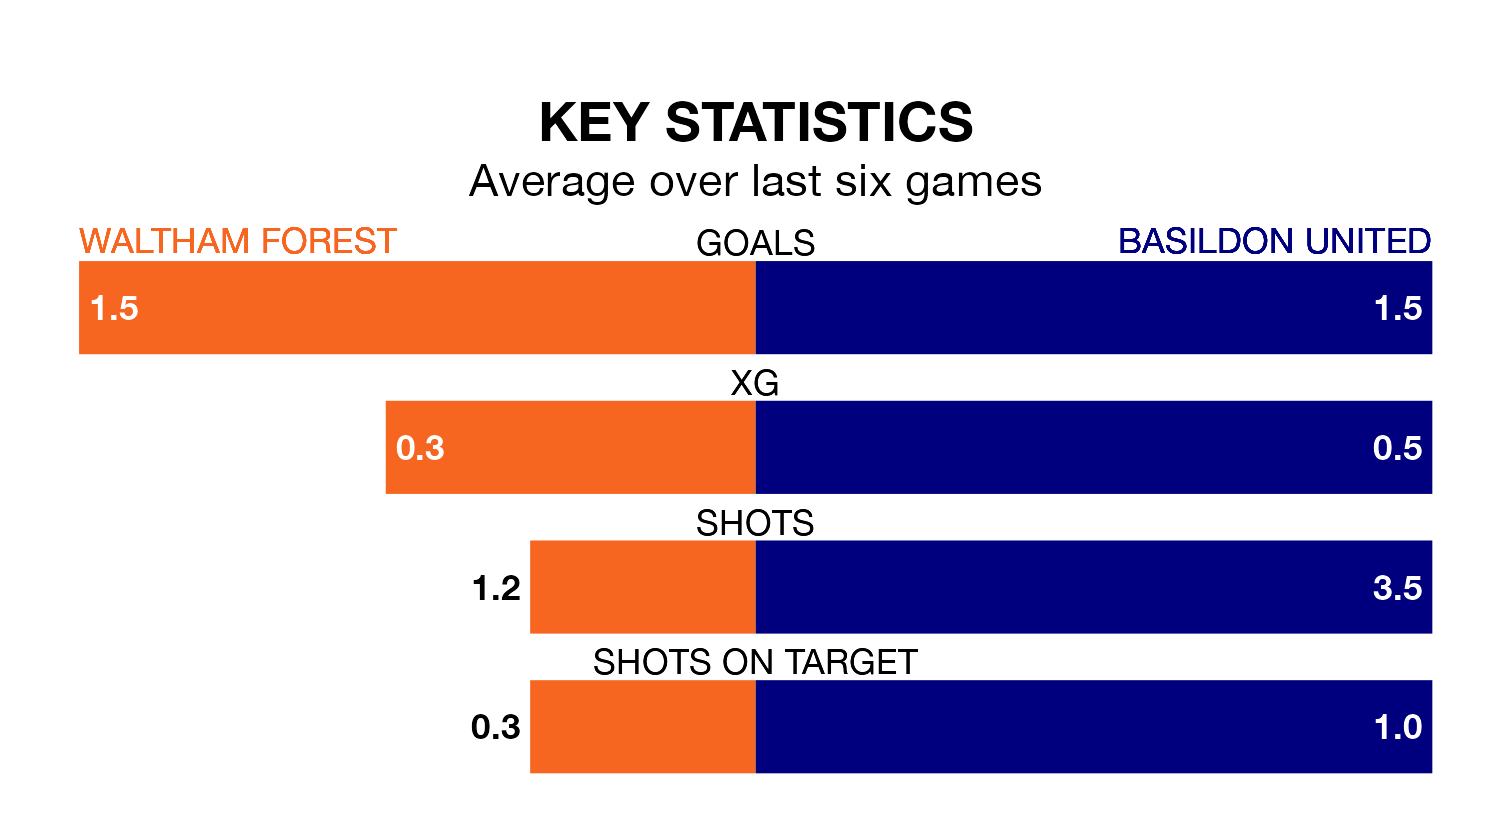 KEY STATISTICS
Average over last six games
WALTHAM FOREST GOALS BASILDON UNITED
1.5 1.5
XG
0.3 0.5
SHOTS
1.2 3.5
SHOTS ON TARGET
0.3 1.0